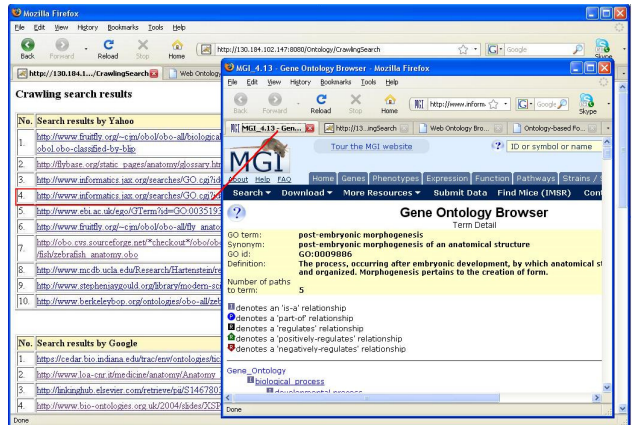 Mozilla Firefox
File Edit View History Bookmarks Tools Help
Back Forward Reload Stop Home http://130.184.102.147:8080/Ontology/CrawlingSearch Google Skype
http://130.184.1.../CrawlingSearch Web Ontology
Crawling search results
No. Search results by Yahoo
1. http://www.fruitfly.org/~cjm/obol/obo-all/biological
obol.obo-classified-by-blip
2. http://flybase.org/static_pages/anatomy/glossary.htm
3. http://www.informatics.jax.org/searches/GO.cgi?id
4. http://www.informatics.jax.org/searches/GO.cgi?id
5. http://www.ebi.ac.uk/ego/GTerm?id=GO:0035193
6. http://www.fruitfly.org/~cjm/obol/obo-all/fly_anatom
7. http://obo.cvs.sourceforge.net/*checkout*/obo/obo
/fish/zebrafish_anatomy.obo
8. http://www.mcdb.ucla.edu/Research/Hartenstein/re
9. http://www.stephenjaygould.org/library/modern-sci
10. http://www.berkeleybop.org/ontologies/obo-all/zeb
No. Search results by Google
1. https://cedar.bio.indiana.edu/trac/env/ontologies/tic
2. http://www.loa-cnr.it/medicine/anatomy/Anatomy_
3. http://linkinghub.elsevier.com/retrieve/pii/S1467803
4. http://www.bio-ontologies.org.uk/2004/slides/XSP
Done
MGI_4.13 - Gene Ontology Browser - Mozilla Firefox
File Edit View History Bookmarks Tools Help
Back Forward Reload Stop Home http://www.inform Google Skype
MGI_4.13 - Gen... http://13...ingSearch Web Ontology Bro... Ontology-based Fo...
MGI Tour the MGI website ID or symbol or name
About Help FAQ Home Genes Phenotypes Expression Function Pathways Strains /
Search Download More Resources Submit Data Find Mice (IMSR) Cont
? Gene Ontology Browser
Term Detail
GO term: post-embryonic morphogenesis
Synonym: post-embryonic morphogenesis of an anatomical structure
GO id: GO:0009886
Definition: The process, occurring after embryonic development, by which anatomical st
and organized. Morphogenesis pertains to the creation of form.
Number of paths
to term: 5
I denotes an 'is-a' relationship
P denotes a 'part-of' relationship
R denotes a 'regulates' relationship
denotes a 'positively-regulates' relationship
denotes a 'negatively-regulates' relationship
Gene_Ontology
I biological_process
I developmental process
Done